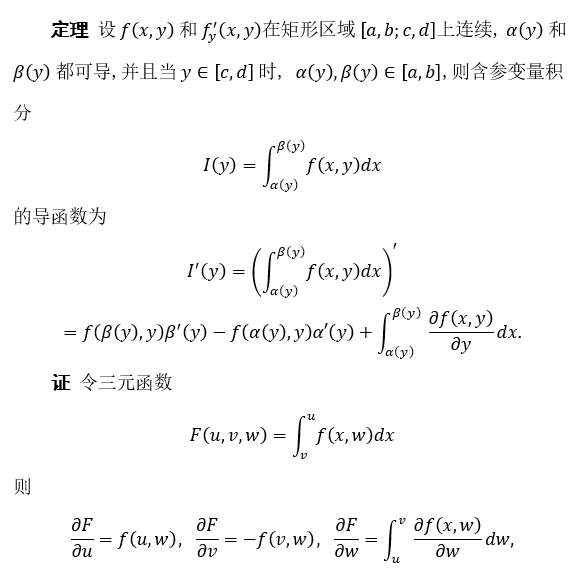 定理 设 f(x, y) 和 f′_y(x, y)在矩形区域 [a, b; c, d]上连续, α(y) 和
β(y) 都可导, 并且当 y ∈ [c, d] 时, α(y), β(y) ∈ [a, b], 则含参变量积
分
I(y) = ∫_{α(y)}^{β(y)} f(x, y)dx
的导函数为
I′(y) = (∫_{α(y)}^{β(y)} f(x, y)dx)′
= f(β(y), y)β′(y) − f(α(y), y)α′(y) + ∫_{α(y)}^{β(y)} ∂f(x, y)/∂y dx.
证 令三元函数
F(u, v, w) = ∫_v^u f(x, w)dx
则
∂F/∂u = f(u, w), ∂F/∂v = −f(v, w), ∂F/∂w = ∫_u^v ∂f(x, w)/∂w dw,